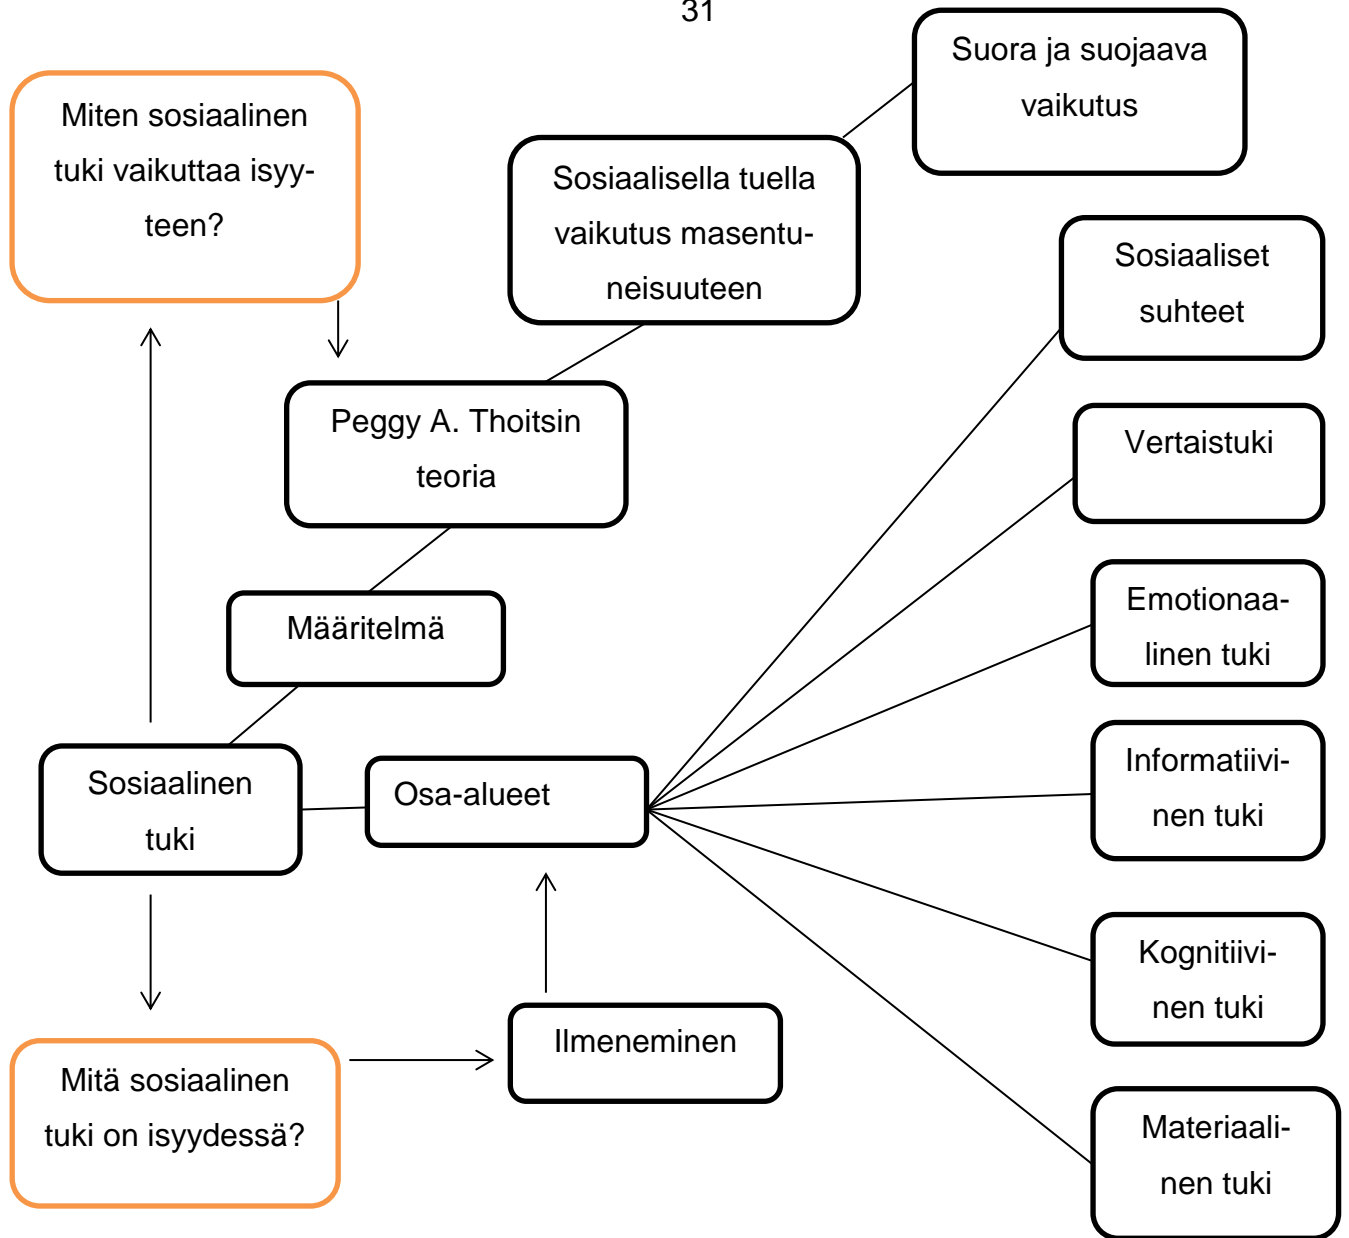 31
Suora ja suojaava
vaikutus
Miten sosiaalinen
tuki vaikuttaa isyy-
teen?
Sosiaalisella tuella
vaikutus masentu-
neisuuteen
Sosiaaliset
suhteet
Peggy A. Thoitsin
teoria
Vertaistuki
Määritelmä
Emotionaa-
linen tuki
Sosiaalinen
tuki
Osa-alueet
Informatiivi-
nen tuki
Kognitiivi-
nen tuki
Ilmeneminen
Mitä sosiaalinen
tuki on isyydessä?
Materiaali-
nen tuki